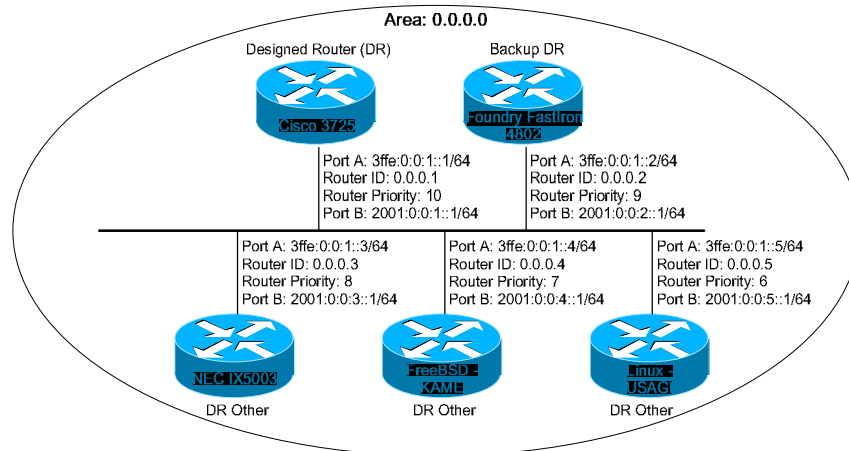 Area: 0.0.0.0
Designed Router (DR)
Backup DR
Cisco 3725
Foundry FastIron
4802
Port A: 3ffe:0:0:1::1/64
Router ID: 0.0.0.1
Router Priority: 10
Port B: 2001:0:0:1::1/64
Port A: 3ffe:0:0:1::2/64
Router ID: 0.0.0.2
Router Priority: 9
Port B: 2001:0:0:2::1/64
Port A: 3ffe:0:0:1::3/64
Router ID: 0.0.0.3
Router Priority: 8
Port B: 2001:0:0:3::1/64
Port A: 3ffe:0:0:1::4/64
Router ID: 0.0.0.4
Router Priority: 7
Port B: 2001:0:0:4::1/64
Port A: 3ffe:0:0:1::5/64
Router ID: 0.0.0.5
Router Priority: 6
Port B: 2001:0:0:5::1/64
NEC IX5003
FreeBSD -
KAME
Linux -
USAGI
DR Other
DR Other
DR Other